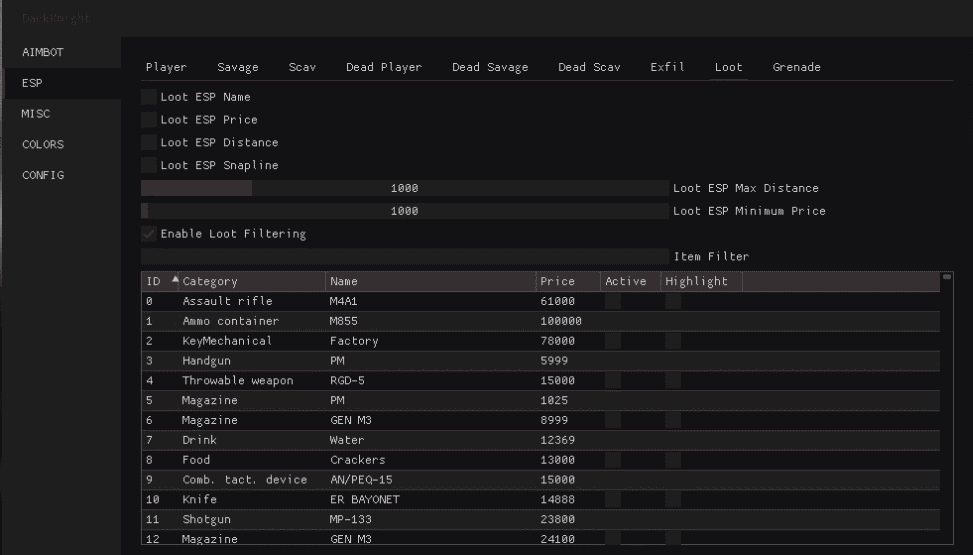 DarkKnight
AIMBOT
ESP
MISC
COLORS
CONFIG
Player Savage Scav Dead Player Dead Savage Dead Scav Exfil Loot Grenade
Loot ESP Name
Loot ESP Price
Loot ESP Distance
Loot ESP Snapline
1000 Loot ESP Max Distance
1000 Loot ESP Minimum Price
Enable Loot Filtering
Item Filter
ID Category Name Price Active Highlight
0 Assault rifle M4A1 61000
1 Ammo container M855 100000
2 KeyMechanical Factory 78000
3 Handgun PM 5999
4 Throwable weapon RGD-5 15000
5 Magazine PM 1025
6 Magazine GEN M3 8999
7 Drink Water 12369
8 Food Crackers 13000
9 Comb. tact. device AN/PEQ-15 15000
10 Knife ER BAYONET 14888
11 Shotgun MP-133 23800
12 Magazine GEN M3 24100